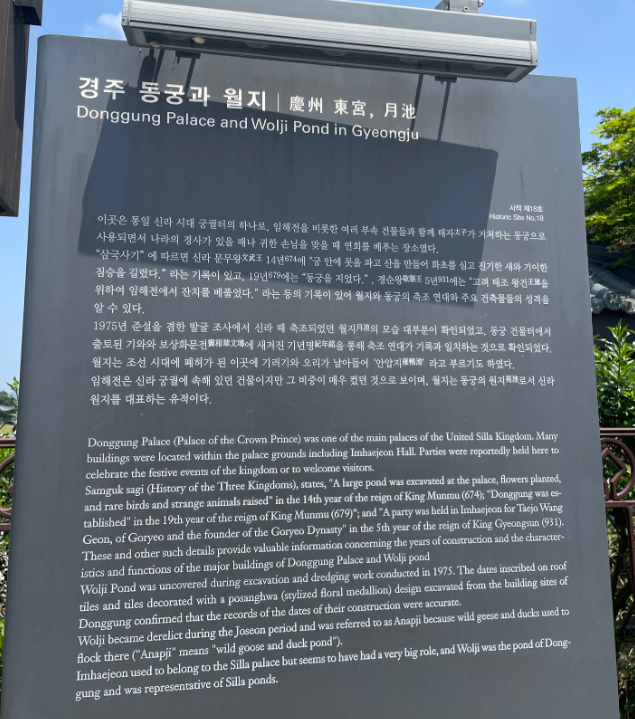 경주 동궁과 월지 | 慶州 東宮, 月池
Donggung Palace and Wolji Pond in Gyeongju
사적 제18호
Historic Site No.18
이곳은 통일 신라 시대 궁궐터의 하나로, 임해전을 비롯한 여러 부속 건물들과 함께 태자太子가 거처하는 동궁으로
사용되면서 나라의 경사가 있을 때나 귀한 손님을 맞을 때 연회를 베푸는 장소였다.
“삼국사기” 에 따르면 신라 문무왕文武王 14년674에 “궁 안에 못을 파고 산을 만들어 화초를 심고 진기한 새와 기이한
짐승을 길렀다.” 라는 기록이 있고, 19년679에는 “동궁을 지었다.” , 경순왕敬順王 5년931에는 “고려 태조 왕건王建을
위하여 임해전에서 잔치를 베풀었다.” 라는 등의 기록이 있어 월지와 동궁의 축조 연대와 주요 건축물들의 성격을
알 수 있다.
1975년 준설을 겸한 발굴 조사에서 신라 때 축조되었던 월지月池의 모습 대부분이 확인되었고, 동궁 건물터에서
출토된 기와와 보상화문전寶相華文塼에 새겨진 기년명紀年銘을 통해 축조 연대가 기록과 일치하는 것으로 확인되었다.
월지는 조선 시대에 폐허가 된 이곳에 기러기와 오리가 날아들어 ‘안압지雁鴨池’ 라고 부르기도 하였다.
임해전은 신라 궁궐에 속해 있던 건물이지만 그 비중이 매우 컸던 것으로 보이며, 월지는 동궁의 원지苑池로서 신라
원지를 대표하는 유적이다.
Donggung Palace (Palace of the Crown Prince) was one of the main palaces of the United Silla Kingdom. Many
buildings were located within the palace grounds including Imhaejeon Hall. Parties were reportedly held here to
celebrate the festive events of the kingdom or to welcome visitors.
Samguk sagi (History of the Three Kingdoms), states, "A large pond was excavated at the palace, flowers planted,
and rare birds and strange animals raised" in the 14th year of the reign of King Munmu (674); "Donggung was es-
tablished" in the 19th year of the reign of King Munmu (679)"; and "A party was held in Imhaejeon for Taejo Wang
Geon, of Goryeo and the founder of the Goryeo Dynasty" in the 5th year of the reign of King Gyeongsun (931).
These and other such details provide valuable information concerning the years of construction and the character-
istics and functions of the major buildings of Donggung Palace and Wolji pond
Wolji Pond was uncovered during excavation and dredging work conducted in 1975. The dates inscribed on roof
tiles and tiles decorated with a posanghwa (stylized floral medallion) design excavated from the building sites of
Donggung confirmed that the records of the dates of their construction were accurate.
Wolji became derelict during the Joseon period and was referred to as Anapji because wild geese and ducks used to
flock there ("Anapji" means "wild goose and duck pond").
Imhaejeon used to belong to the Silla palace but seems to have had a very big role, and Wolji was the pond of Dong-
gung and was representative of Silla ponds.